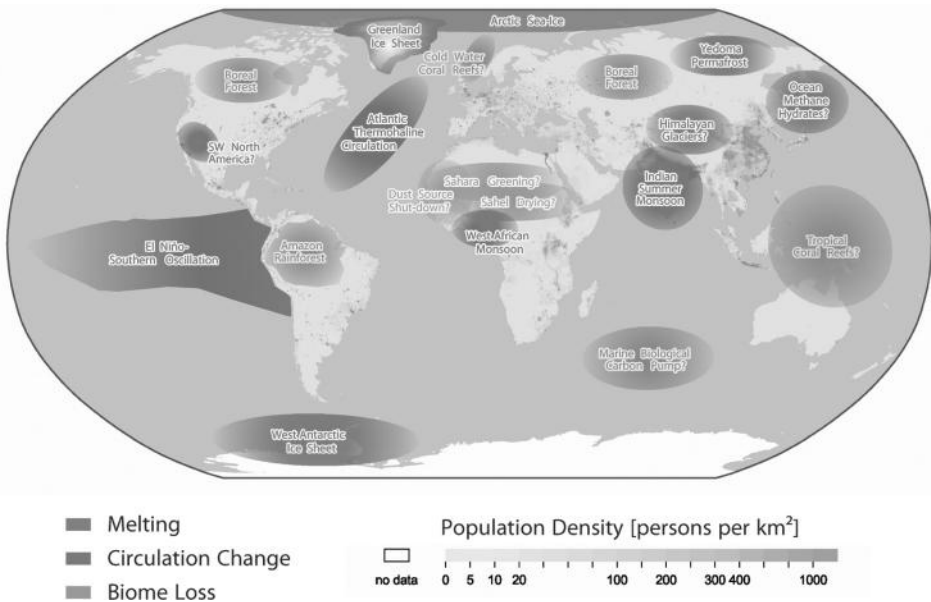 Arctic Sea-Ice
Greenland
Ice Sheet
Cold Water
Coral Reefs?
Yedoma
Permafrost
Boreal
Forest
Boreal
Forest
Ocean
Methane
Hydrates?
Atlantic
Thermohaline
Circulation
Himalayan
Glaciers?
SW North
America?
Indian
Summer
Monsoon
Sahara Greening?
Dust Source
Shut-down?
Sahel Drying?
West African
Monsoon
El Niño-
Southern Oscillation
Amazon
Rainforest
Tropical
Coral Reefs?
Marine Biological
Carbon Pump?
West Antarctic
Ice Sheet
Melting
Circulation Change
Biome Loss
Population Density [persons per km²]
no data
0 5 10 20 100 200 300 400 1000